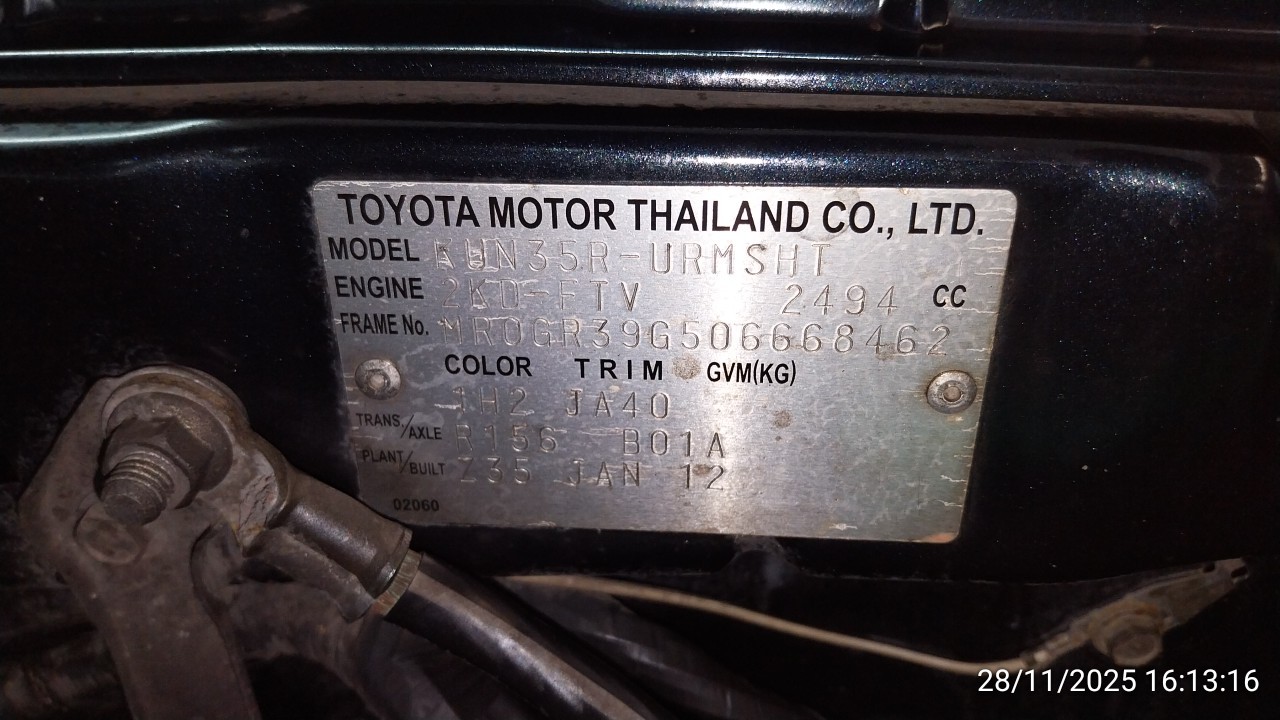 TOYOTA MOTOR THAILAND CO., LTD.
MODEL KUN35R-URMSHT
ENGINE 2KD-FTV 2494 CC
FRAME No. MR0GR39G506668462
COLOR TRIM GVM(KG)
1H2 JA40
TRANS./AXLE R156 B01A
PLANT/BUILT Z35 JAN 12
02060
28/11/2025 16:13:16